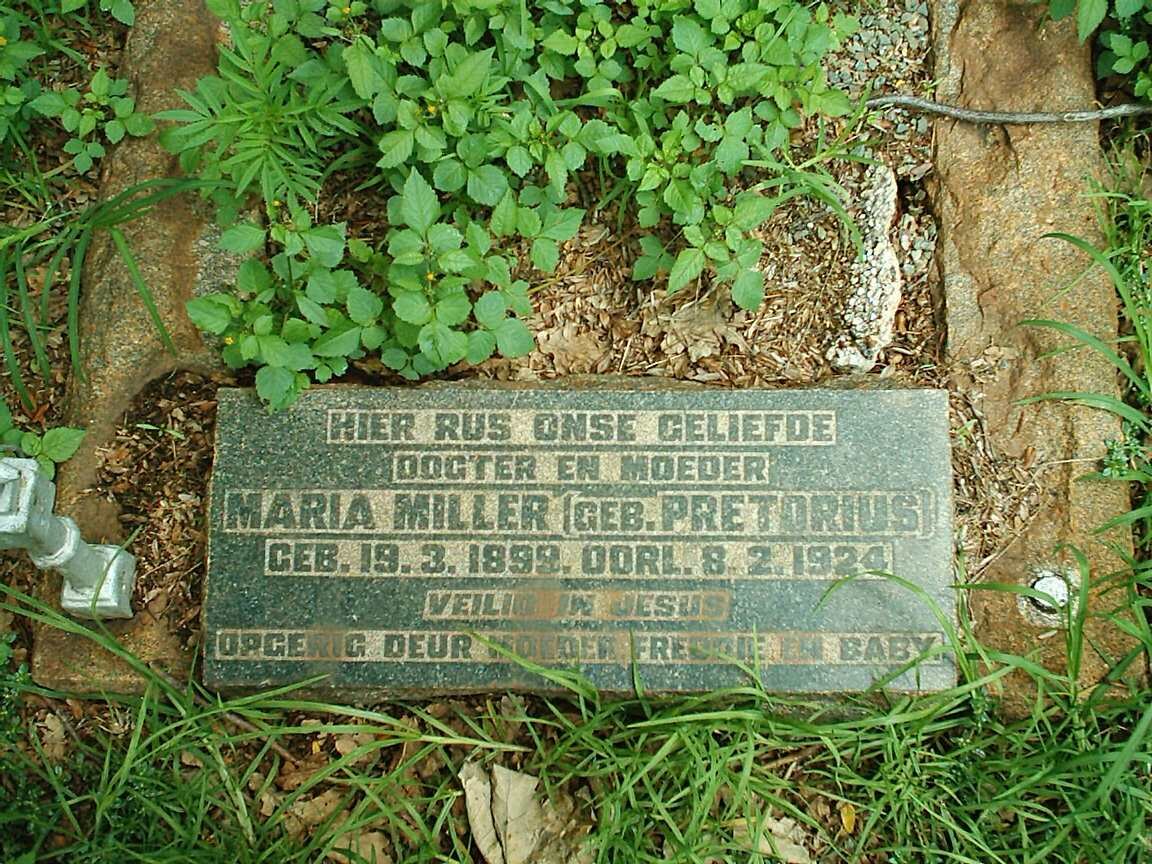 HIER RUS ONSE GELIEFDE
DOGTER EN MOEDER
MARIA MILLER (GEB. PRETORIUS)
GEB. 19. 3. 1899. OORL. 8. 2. 1924
VEILIG IN JESUS
OPGERIG DEUR MOEDER FREDDIE EN BABY.